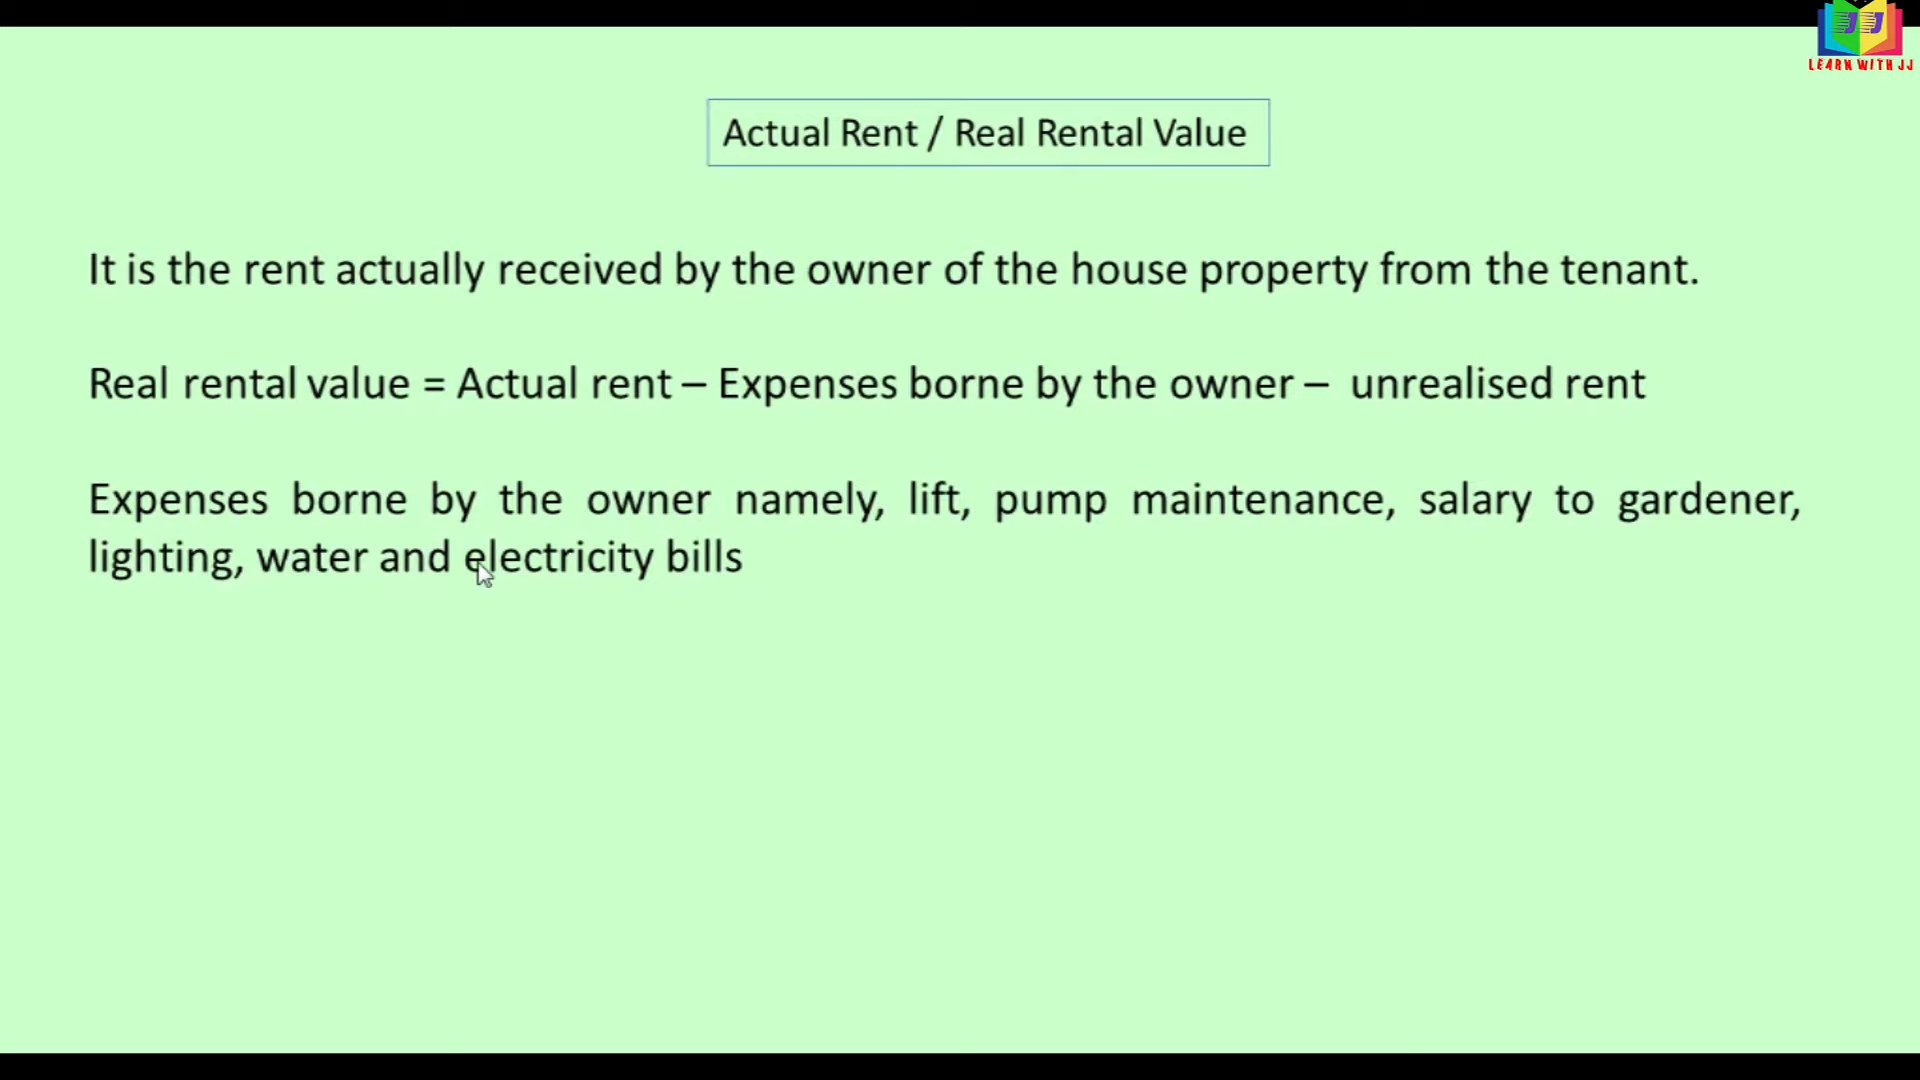 JJ
LEARN WITH JJ
Actual Rent / Real Rental Value
It is the rent actually received by the owner of the house property from the tenant.
Real rental value = Actual rent – Expenses borne by the owner – unrealised rent
Expenses borne by the owner namely, lift, pump maintenance, salary to gardener,
lighting, water and electricity bills